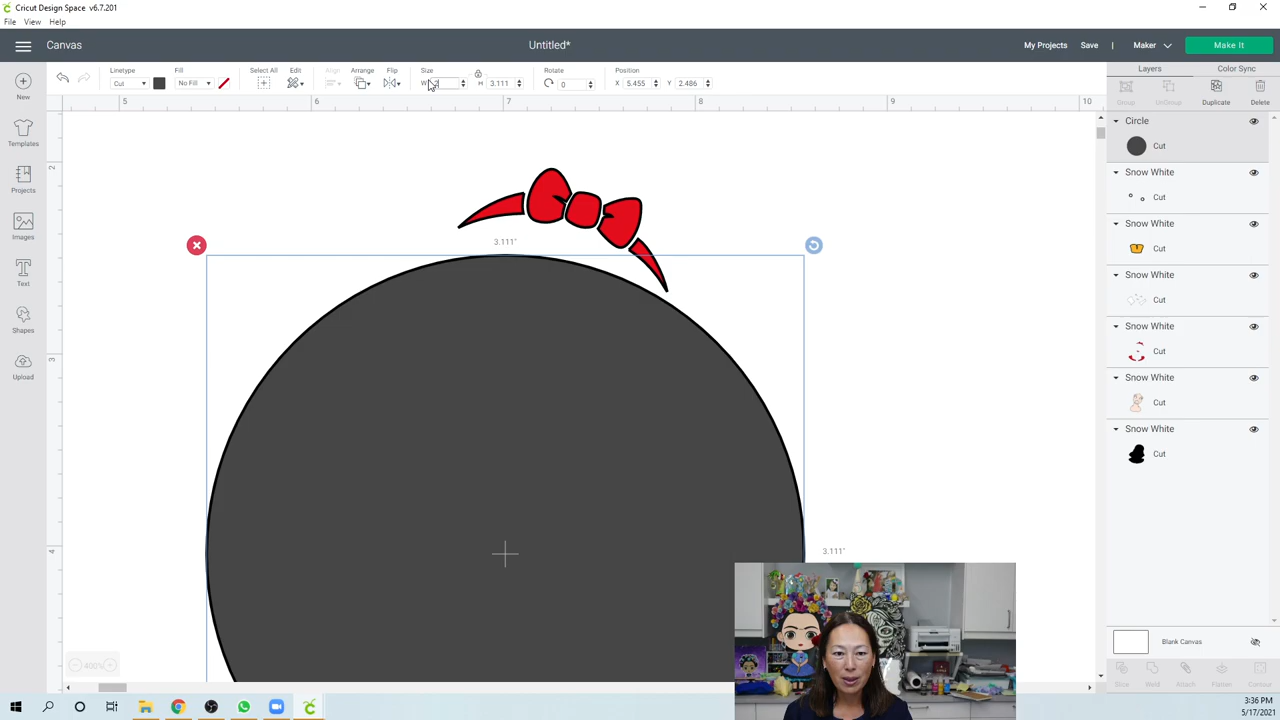 Cricut Design Space v6.7.201
File View Help
Canvas
Untitled*
My Projects Save | Maker Make It
New
Templates
Projects
Images
Text
Shapes
Upload
Linetype
Cut
Fill
No Fill
Select All
Edit
Align
Arrange
Flip
Size
W
H 3.111
Rotate
0
Position
X 5.455
Y 2.486
5 6 7 8 9 10
2
3
4
3.111"
3.111"
400%
Layers Color Sync
Group UnGroup Duplicate Delete
Circle
Cut
Snow White
Cut
Snow White
Cut
Snow White
Cut
Snow White
Cut
Snow White
Cut
Snow White
Cut
Blank Canvas
Slice Weld Attach Flatten Contour
3:36 PM
5/17/2021